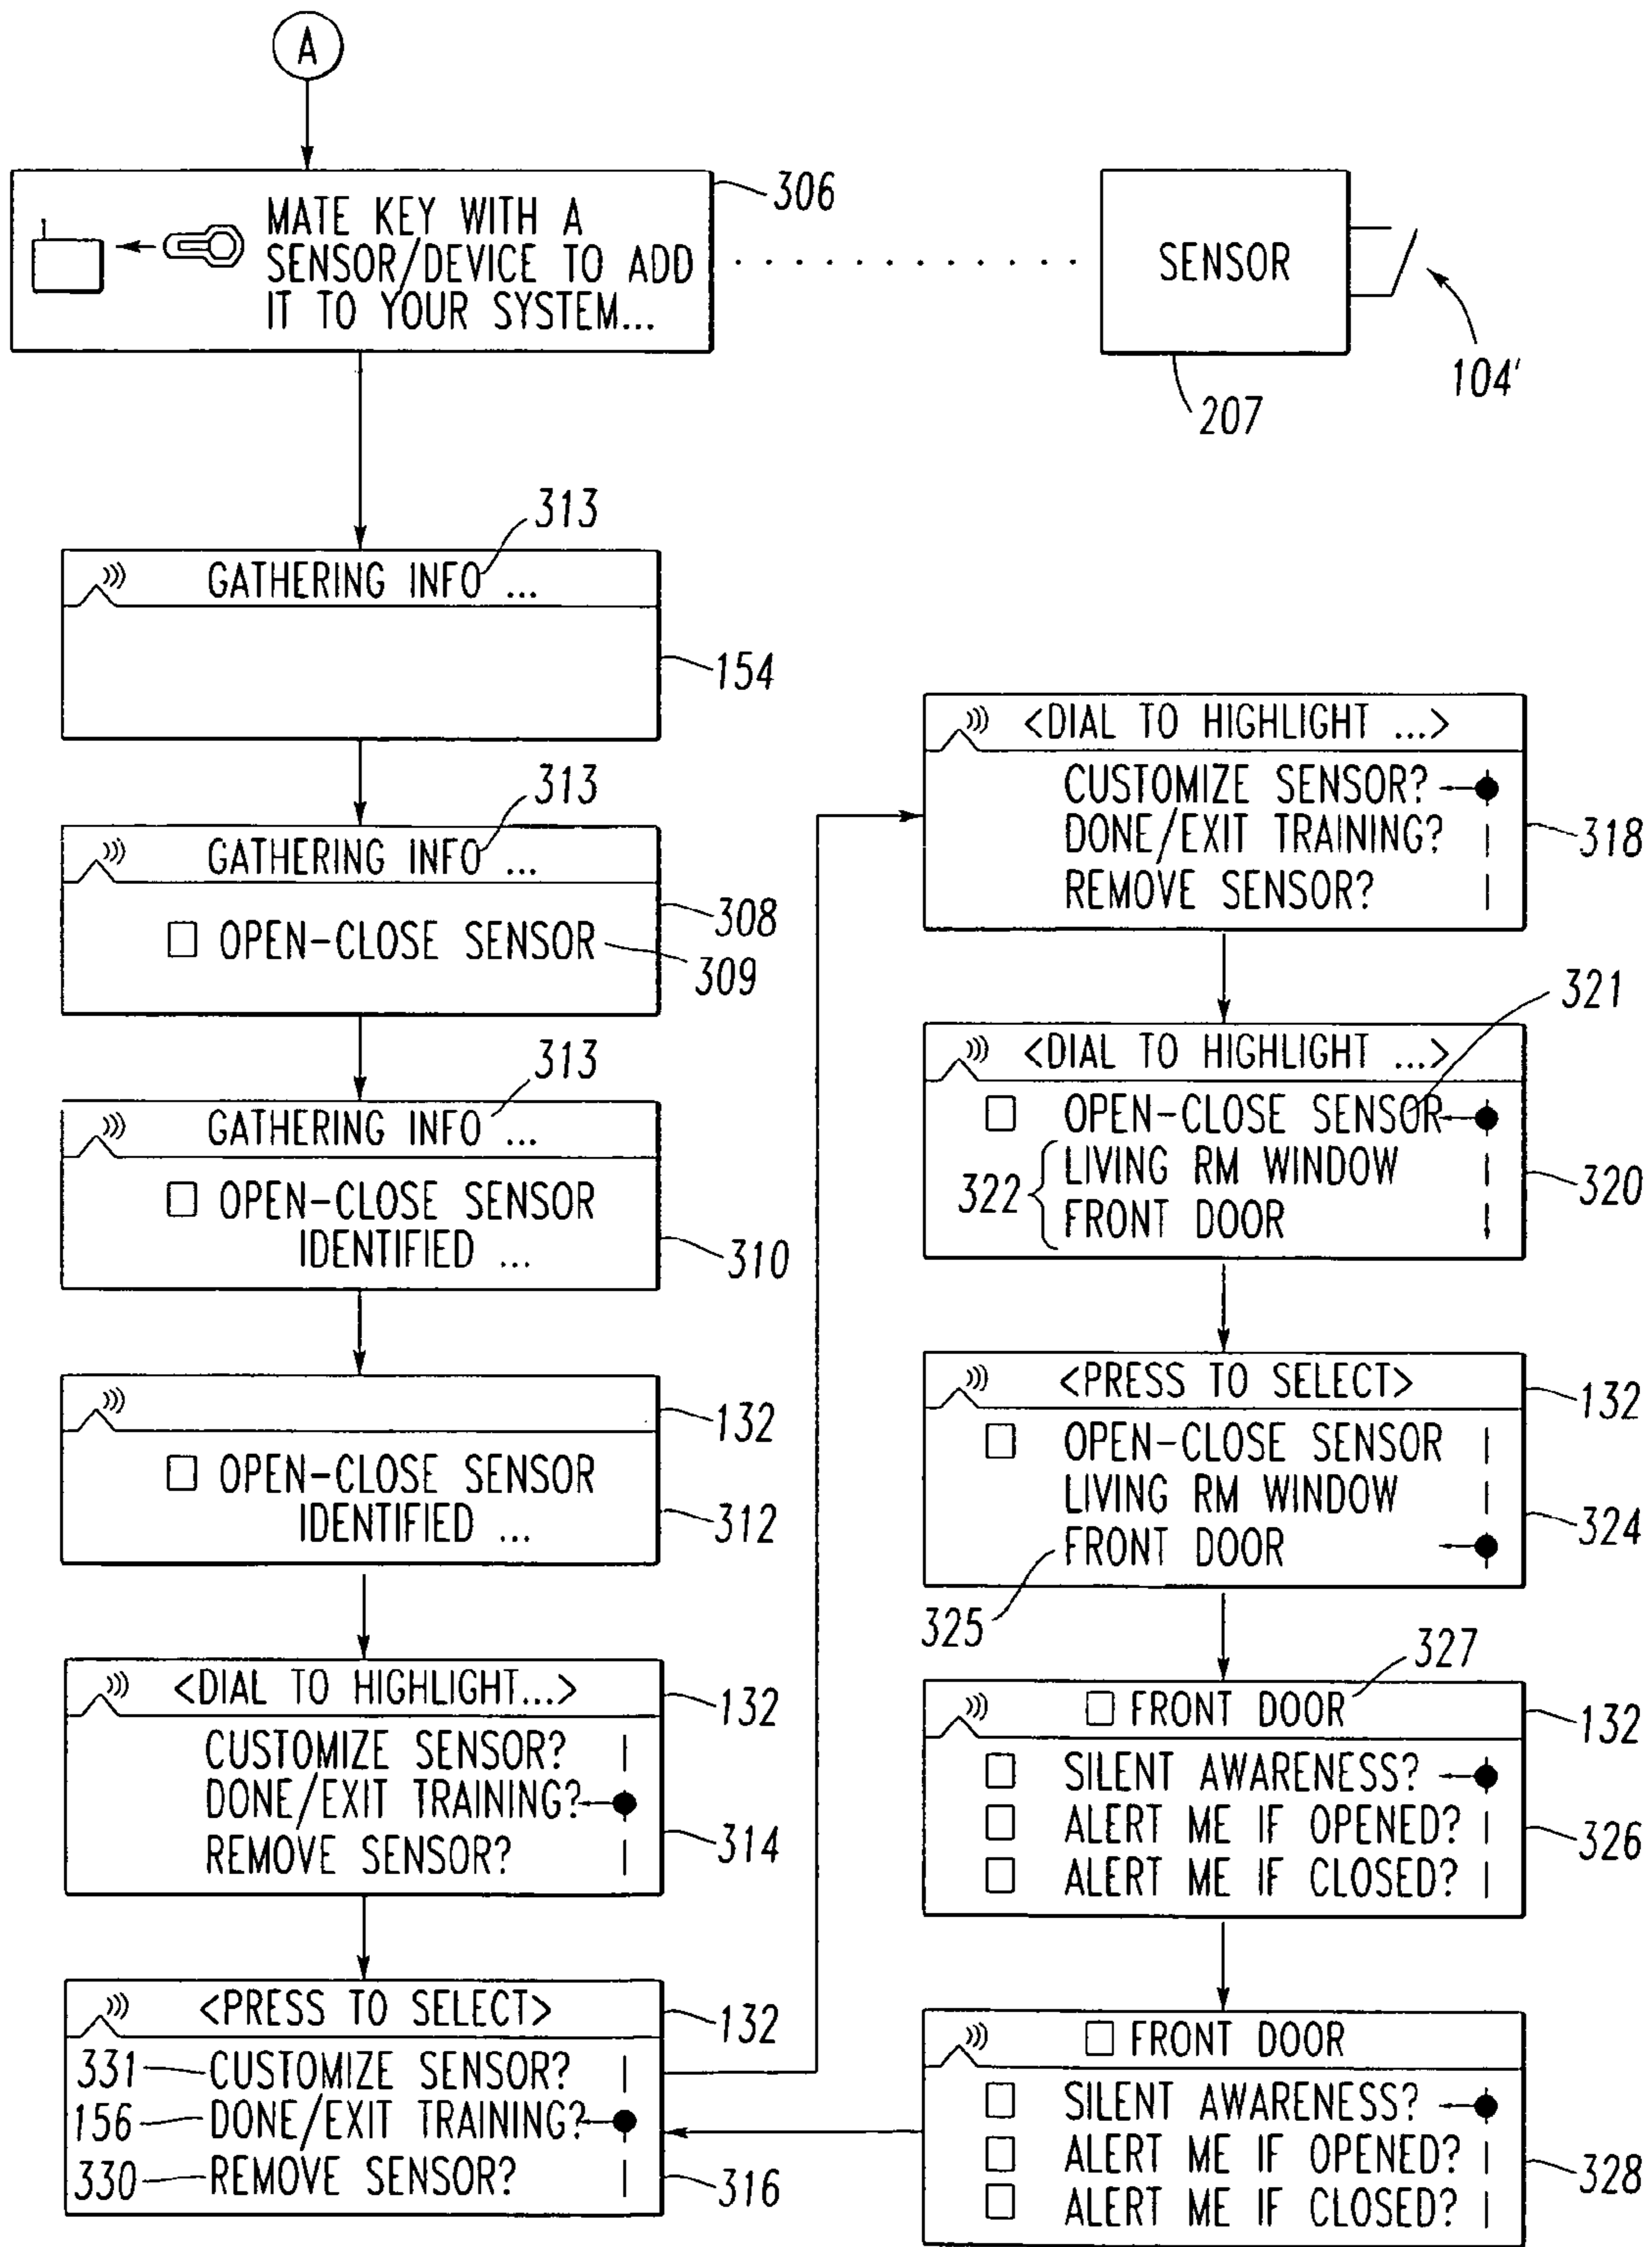 A
MATE KEY WITH A
SENSOR/DEVICE TO ADD
IT TO YOUR SYSTEM...
306
SENSOR
104'
207
313
GATHERING INFO ...
154
313
GATHERING INFO ...
308
OPEN-CLOSE SENSOR
309
313
GATHERING INFO ...
OPEN-CLOSE SENSOR
IDENTIFIED ...
310
132
OPEN-CLOSE SENSOR
IDENTIFIED ...
312
<DIAL TO HIGHLIGHT...>
132
CUSTOMIZE SENSOR?
DONE/EXIT TRAINING?
REMOVE SENSOR?
314
<PRESS TO SELECT>
132
331 CUSTOMIZE SENSOR?
156 DONE/EXIT TRAINING?
330 REMOVE SENSOR?
316
<DIAL TO HIGHLIGHT ...>
CUSTOMIZE SENSOR?
DONE/EXIT TRAINING?
318
REMOVE SENSOR?
321
<DIAL TO HIGHLIGHT ...>
OPEN-CLOSE SENSOR
LIVING RM WINDOW
322
320
FRONT DOOR
<PRESS TO SELECT>
132
OPEN-CLOSE SENSOR
LIVING RM WINDOW
324
FRONT DOOR
325
327
FRONT DOOR
132
SILENT AWARENESS?
ALERT ME IF OPENED?
326
ALERT ME IF CLOSED?
FRONT DOOR
SILENT AWARENESS?
ALERT ME IF OPENED?
328
ALERT ME IF CLOSED?